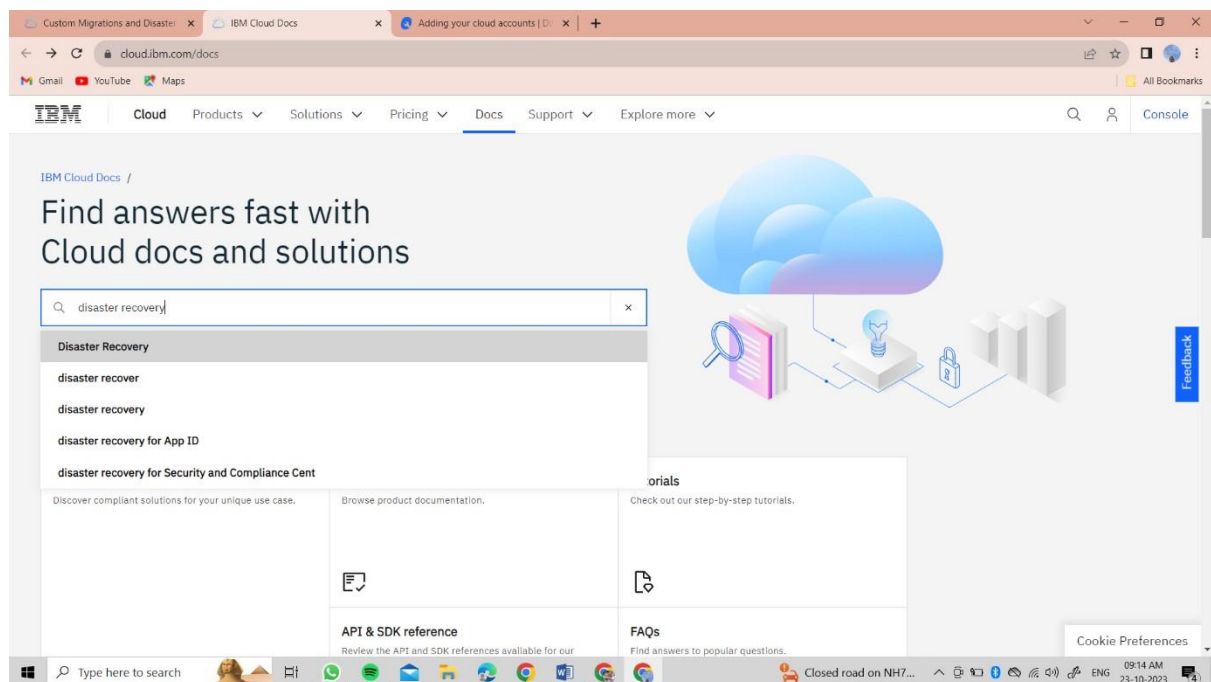 Custom Migrations and Disaster
IBM Cloud Docs
Adding your cloud accounts | Do
cloud.ibm.com/docs
Gmail YouTube Maps All Bookmarks
IBM Cloud Products Solutions Pricing Docs Support Explore more Console
IBM Cloud Docs /
Find answers fast with
Cloud docs and solutions
disaster recovery
Disaster Recovery
disaster recover
disaster recovery
disaster recovery for App ID
disaster recovery for Security and Compliance Cent
Feedback
orials
Discover compliant solutions for your unique use case. Browse product documentation. Check out our step-by-step tutorials.
API & SDK reference FAQs
Review the API and SDK references available for our Find answers to popular questions.
Cookie Preferences
Type here to search Closed road on NH7... ENG 09:14 AM
23-10-2023 4